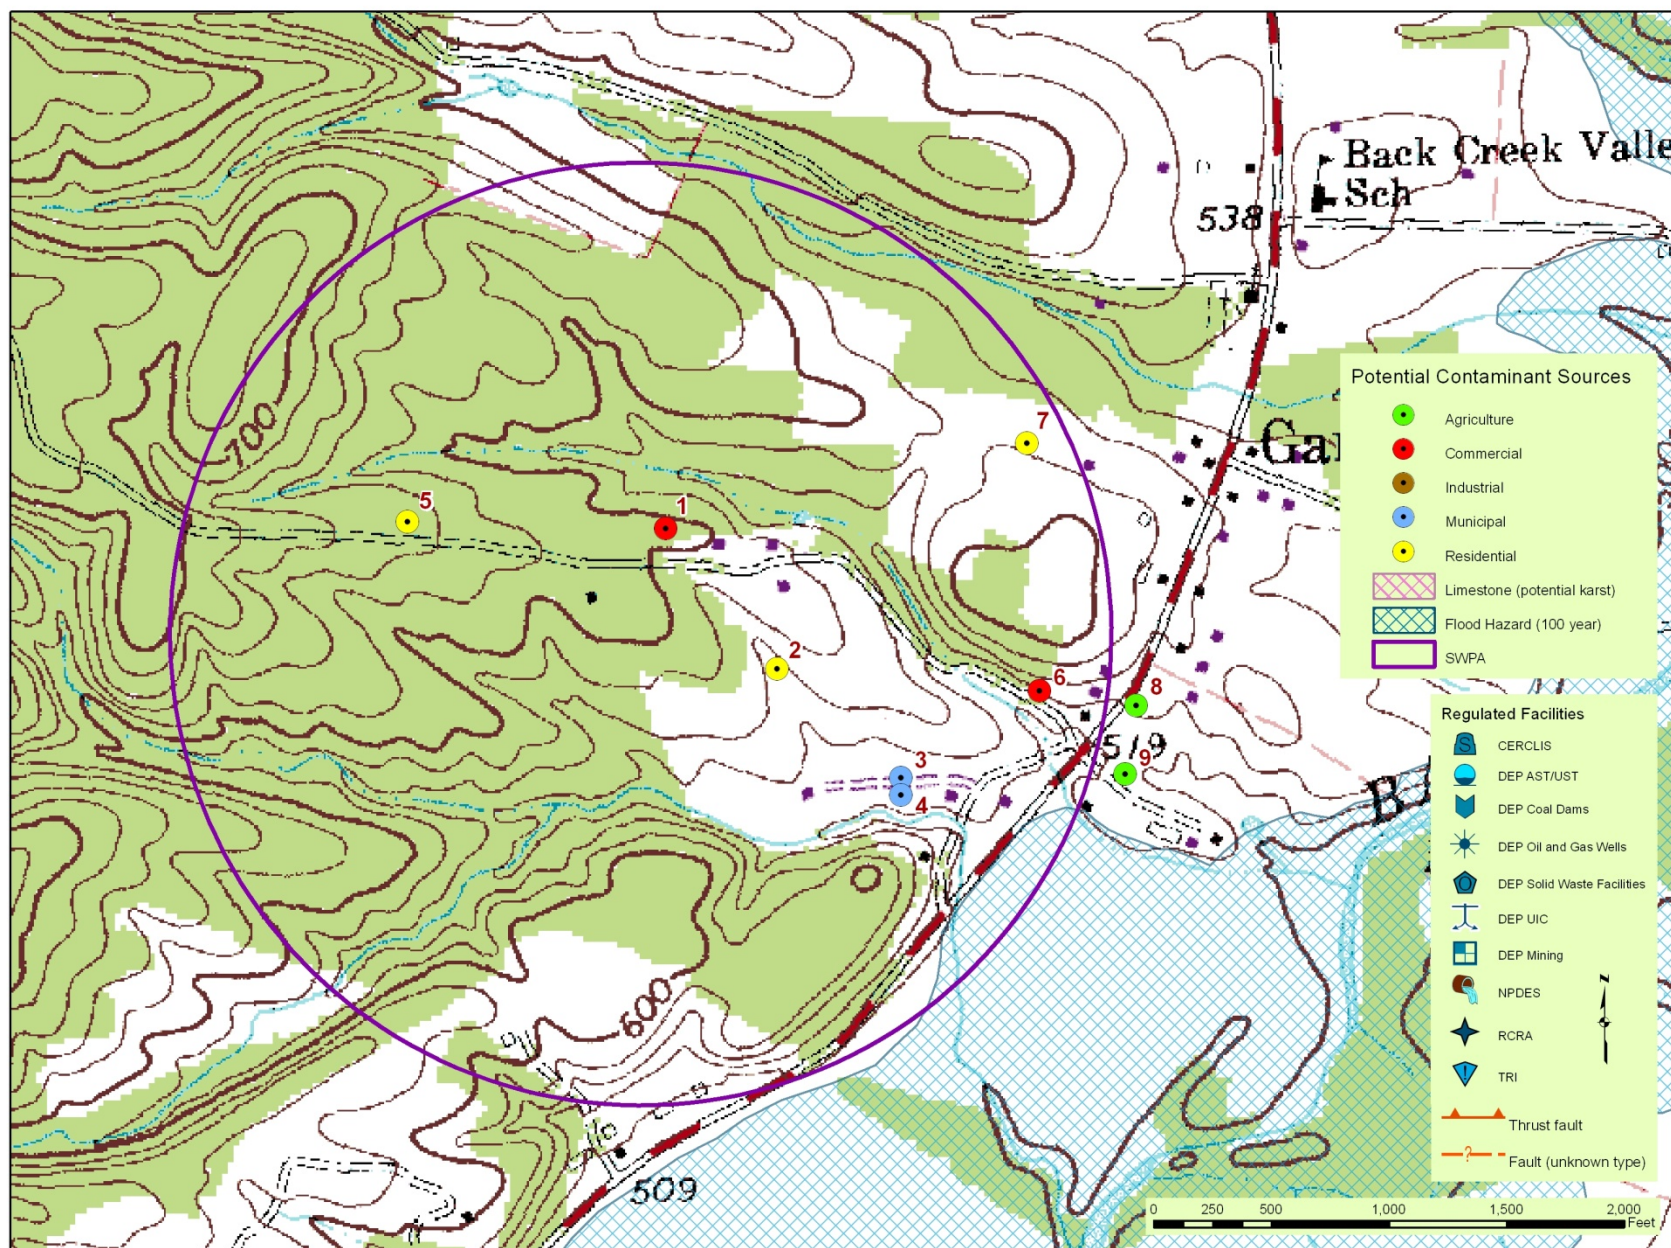 Back Creek Valle
Sch
538
Potential Contaminant Sources
Agriculture
Commercial
Industrial
Municipal
Residential
Limestone (potential karst)
Flood Hazard (100 year)
SWPA
Ga
7
700
5
1
2
6
8
519
3
9
4
B
600
509
Regulated Facilities
CERCLIS
DEP AST/UST
DEP Coal Dams
DEP Oil and Gas Wells
DEP Solid Waste Facilities
DEP UIC
DEP Mining
NPDES
N
RCRA
TRI
Thrust fault
? Fault (unknown type)
0 250 500 1,000 1,500 2,000
Feet